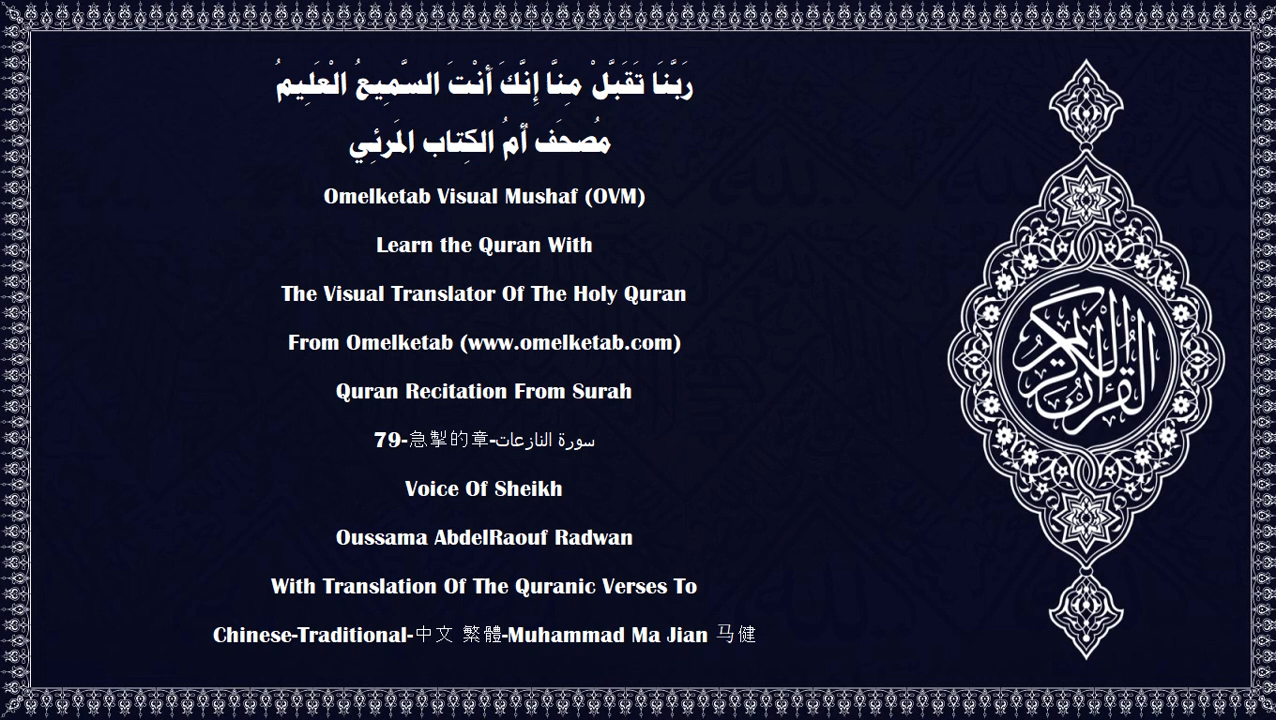 رَبَّنَا تَقَبَّلْ مِنَّا إِنَّكَ أَنْتَ السَّمِيعُ الْعَلِيمُ
مُصحَف أمُ الكِتاب المَرئِي
Omelketab Visual Mushaf (OVM)
Learn the Quran With
The Visual Translator Of The Holy Quran
From Omelketab (www.omelketab.com)
Quran Recitation From Surah
79-急掣的章-سورة النازعات
Voice Of Sheikh
Oussama AbdelRaouf Radwan
With Translation Of The Quranic Verses To
Chinese-Traditional-中文 繁體-Muhammad Ma Jian 马健
القرآن الكريم